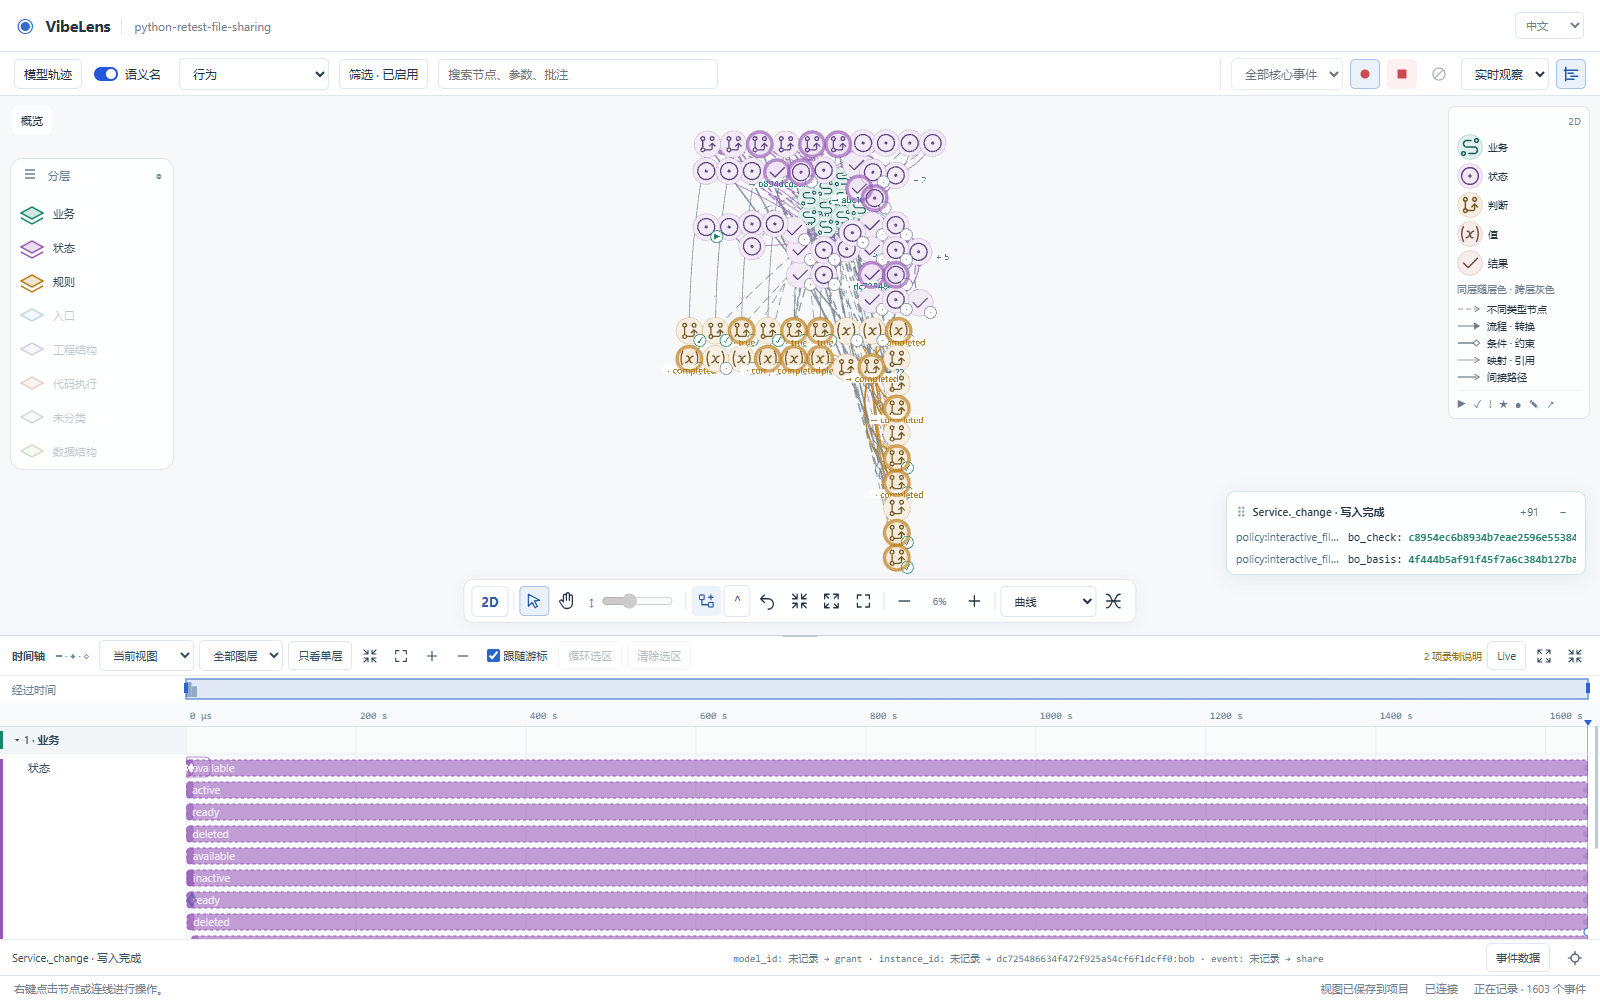 VibeLens python-retest-file-sharing 中文
模型轨迹 语义名 行为 筛选 · 已启用 搜索节点、参数、批注 全部核心事件 实时观察
概览
2D
业务
状态
判断
(x) 值
结果
同层随层色 · 跨层灰色
不同类型节点
流程 · 转换
条件 · 约束
映射 · 引用
间接路径
分层
业务
状态
规则
入口
工程结构
代码执行
未分类
数据结构
+ 5
completed
→ completed
Service._change · 写入完成 +91 −
policy:interactive_fil... bo_check: c8954ec6b8934b7eae2596e55384
policy:interactive_fil... bo_basis: 4f444b5af91f45f7a6c384b127ba
2D − 6% + 曲线
时间轴 当前视图 全部图层 只看单层 跟随游标 循环选区 清除选区 2 项录制说明 Live
经过时间
0 μs 200 s 400 s 600 s 800 s 1000 s 1200 s 1400 s 1600 s
1 · 业务
状态
active
ready
deleted
available
inactive
ready
deleted
Service._change · 写入完成 model_id: 未记录 → grant · instance_id: 未记录 → dc725486634f472f925a54cf6f1dcff0:bob · event: 未记录 → share 事件数据
右键点击节点或连线进行操作。 视图已保存到项目 已连接 正在记录 · 1603 个事件